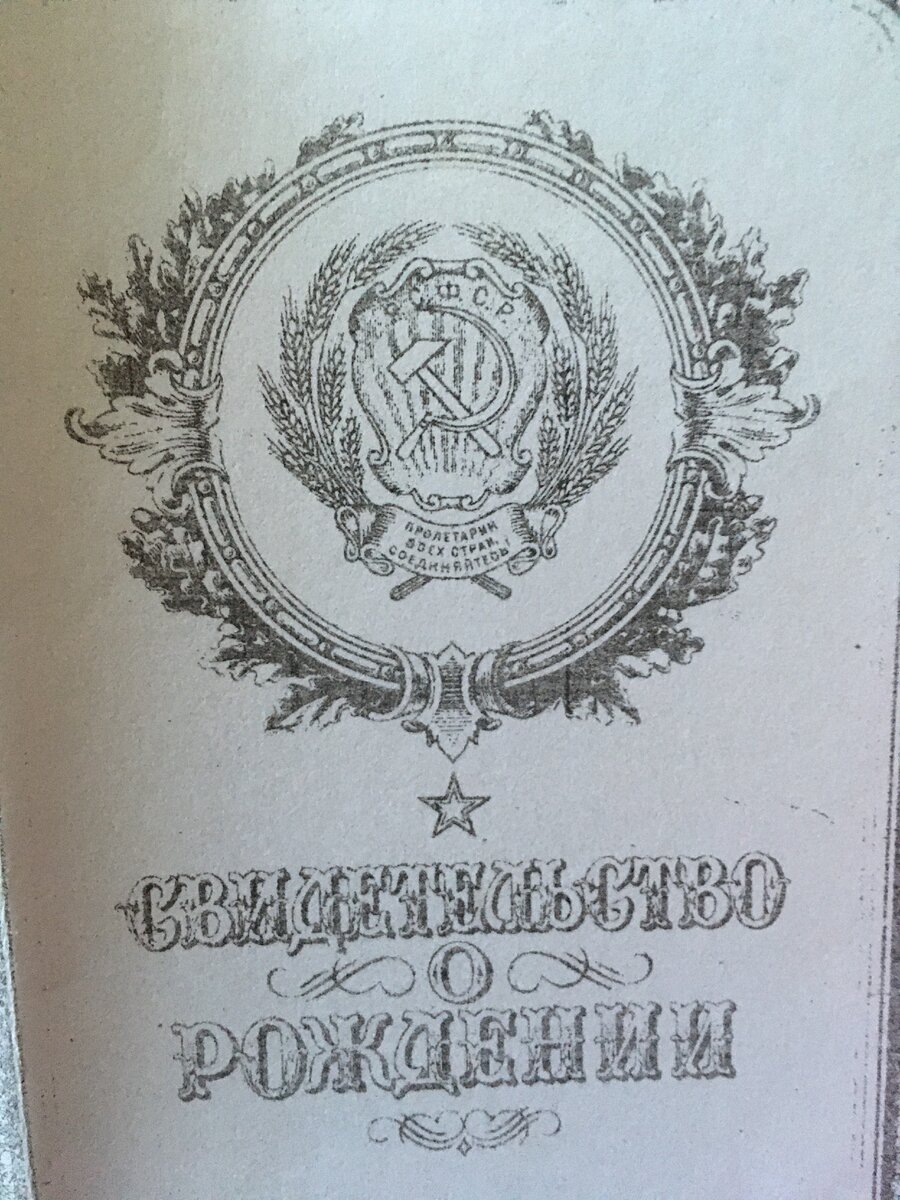 Р.С.Ф.С.Р.
ПРОЛЕТАРИИ
ВСЕХ СТРАН,
СОЕДИНЯЙТЕСЬ!
СВИДЕТЕЛЬСТВО
О
РОЖДЕНИИ